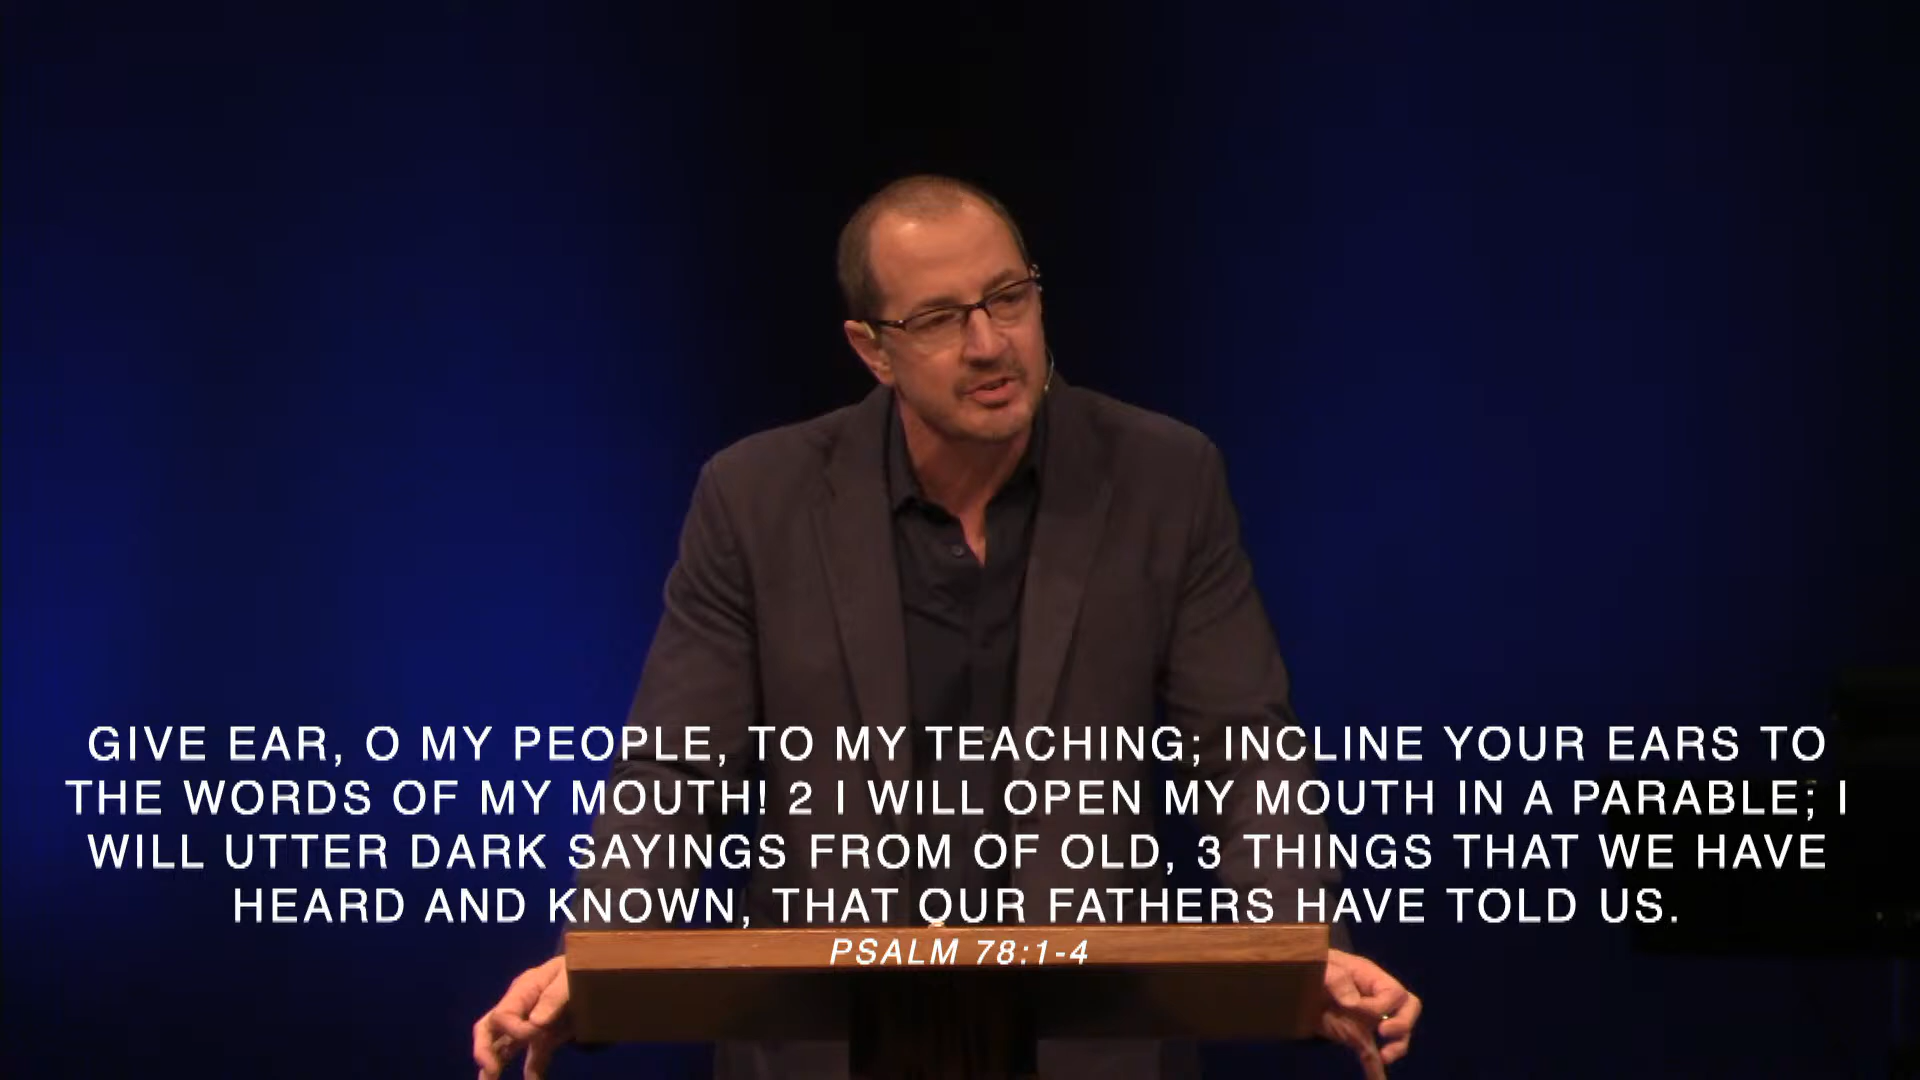 GIVE EAR, O MY PEOPLE, TO MY TEACHING; INCLINE YOUR EARS TO
THE WORDS OF MY MOUTH! 2 I WILL OPEN MY MOUTH IN A PARABLE; I
WILL UTTER DARK SAYINGS FROM OF OLD, 3 THINGS THAT WE HAVE
HEARD AND KNOWN, THAT OUR FATHERS HAVE TOLD US.
PSALM 78:1-4